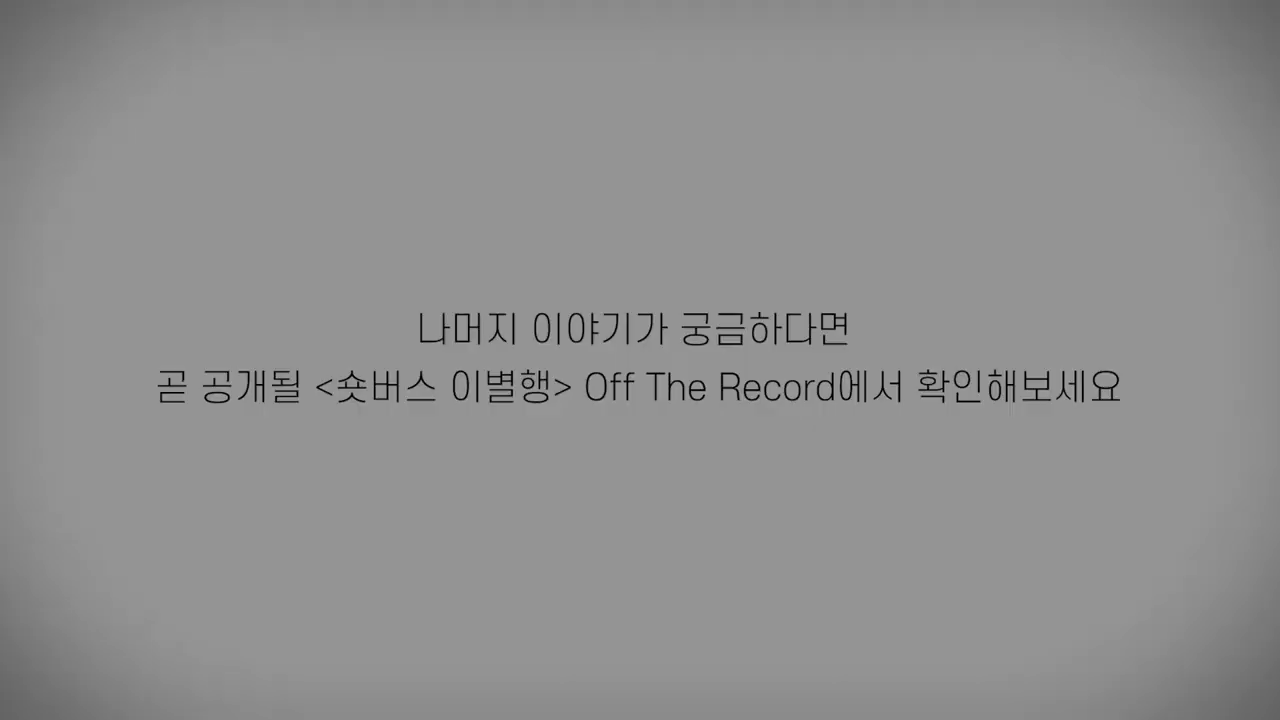 나머지 이야기가 궁금하다면
곧 공개될 <숏버스 이별행> Off The Record에서 확인해보세요